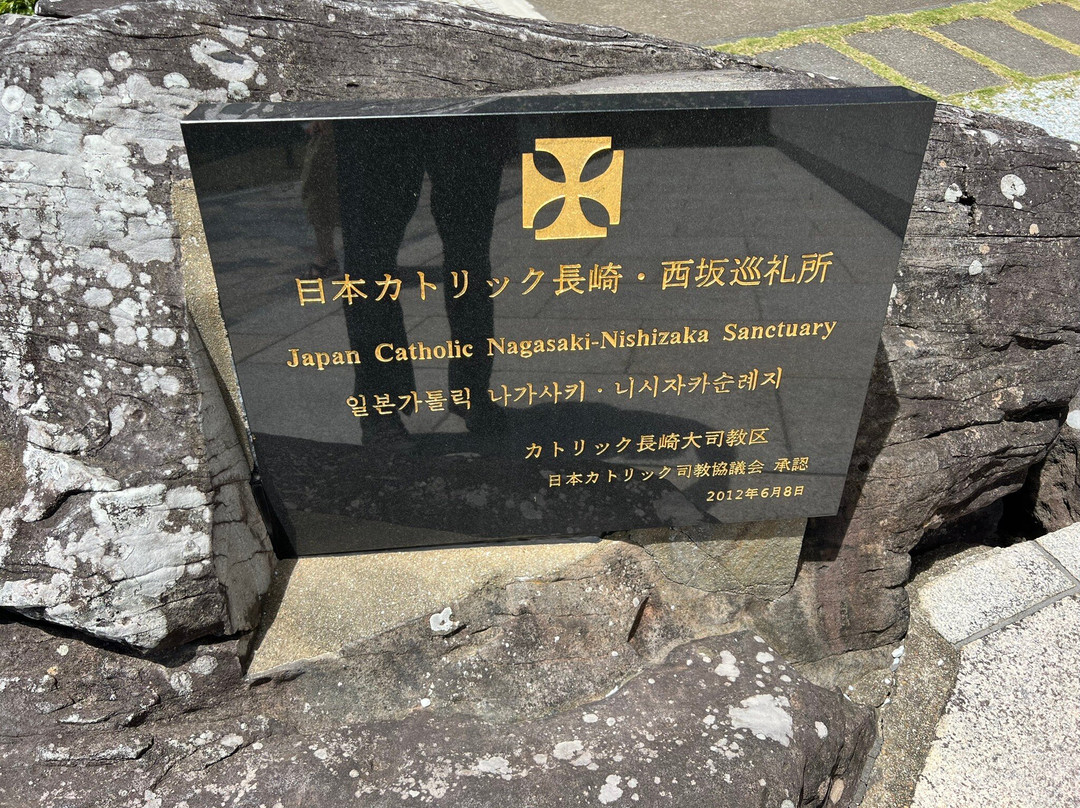 日本カトリック長崎・西坂巡礼所
Japan Catholic Nagasaki-Nishizaka Sanctuary
일본가톨릭 나가사키・니시자카순례지
カトリック長崎大司教区
日本カトリック司教協議会 承認
2012年6月8日